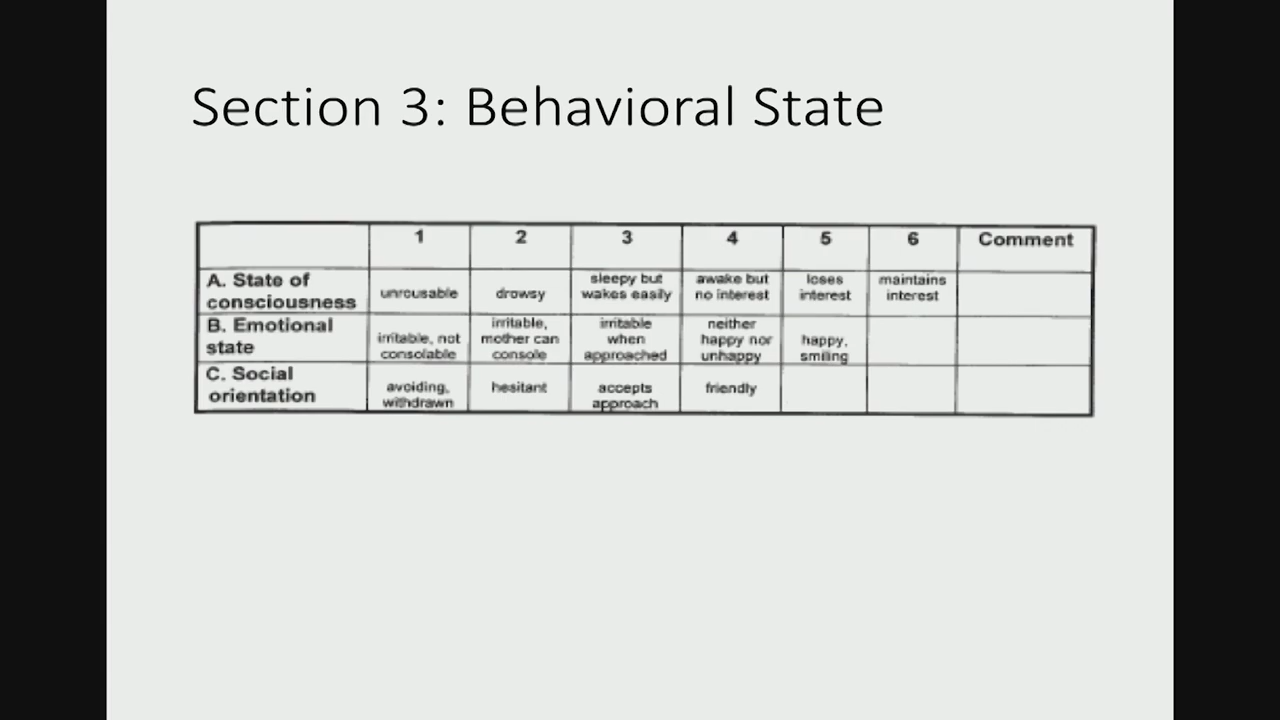 Section 3: Behavioral State
1 2 3 4 5 6 Comment
A. State of consciousness unrousable drowsy sleepy but wakes easily awake but no interest loses interest maintains interest
B. Emotional state irritable, not consolable irritable, mother can console irritable when approached neither happy nor unhappy happy, smiling
C. Social orientation avoiding, withdrawn hesitant accepts approach friendly